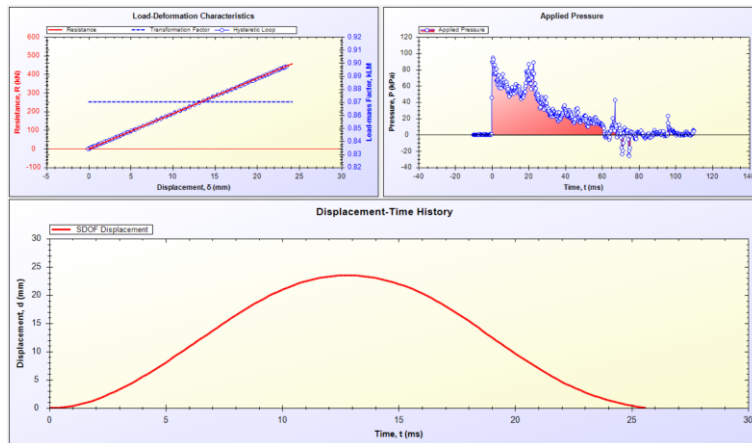 Load-Deformation Characteristics
Resistance Transformation Factor Hysteretic Loop
600
500
400
300
200
100
0
-100
0.92
0.91
0.90
0.89
0.88
0.87
0.86
0.85
0.84
0.83
0.82
Resistance, R (kN)
Load-mass Factor, kLM
-5 0 5 10 15 20 25 30
Displacement, δ (mm)
Applied Pressure
Applied Pressure
120
100
80
60
40
20
0
-20
-40
Pressure, P (kPa)
-40 -20 0 20 40 60 80 100 120 140
Time, t (ms)
Displacement-Time History
SDOF Displacement
30
25
20
15
10
5
0
Displacement, d (mm)
0 5 10 15 20 25 30
Time, t (ms)